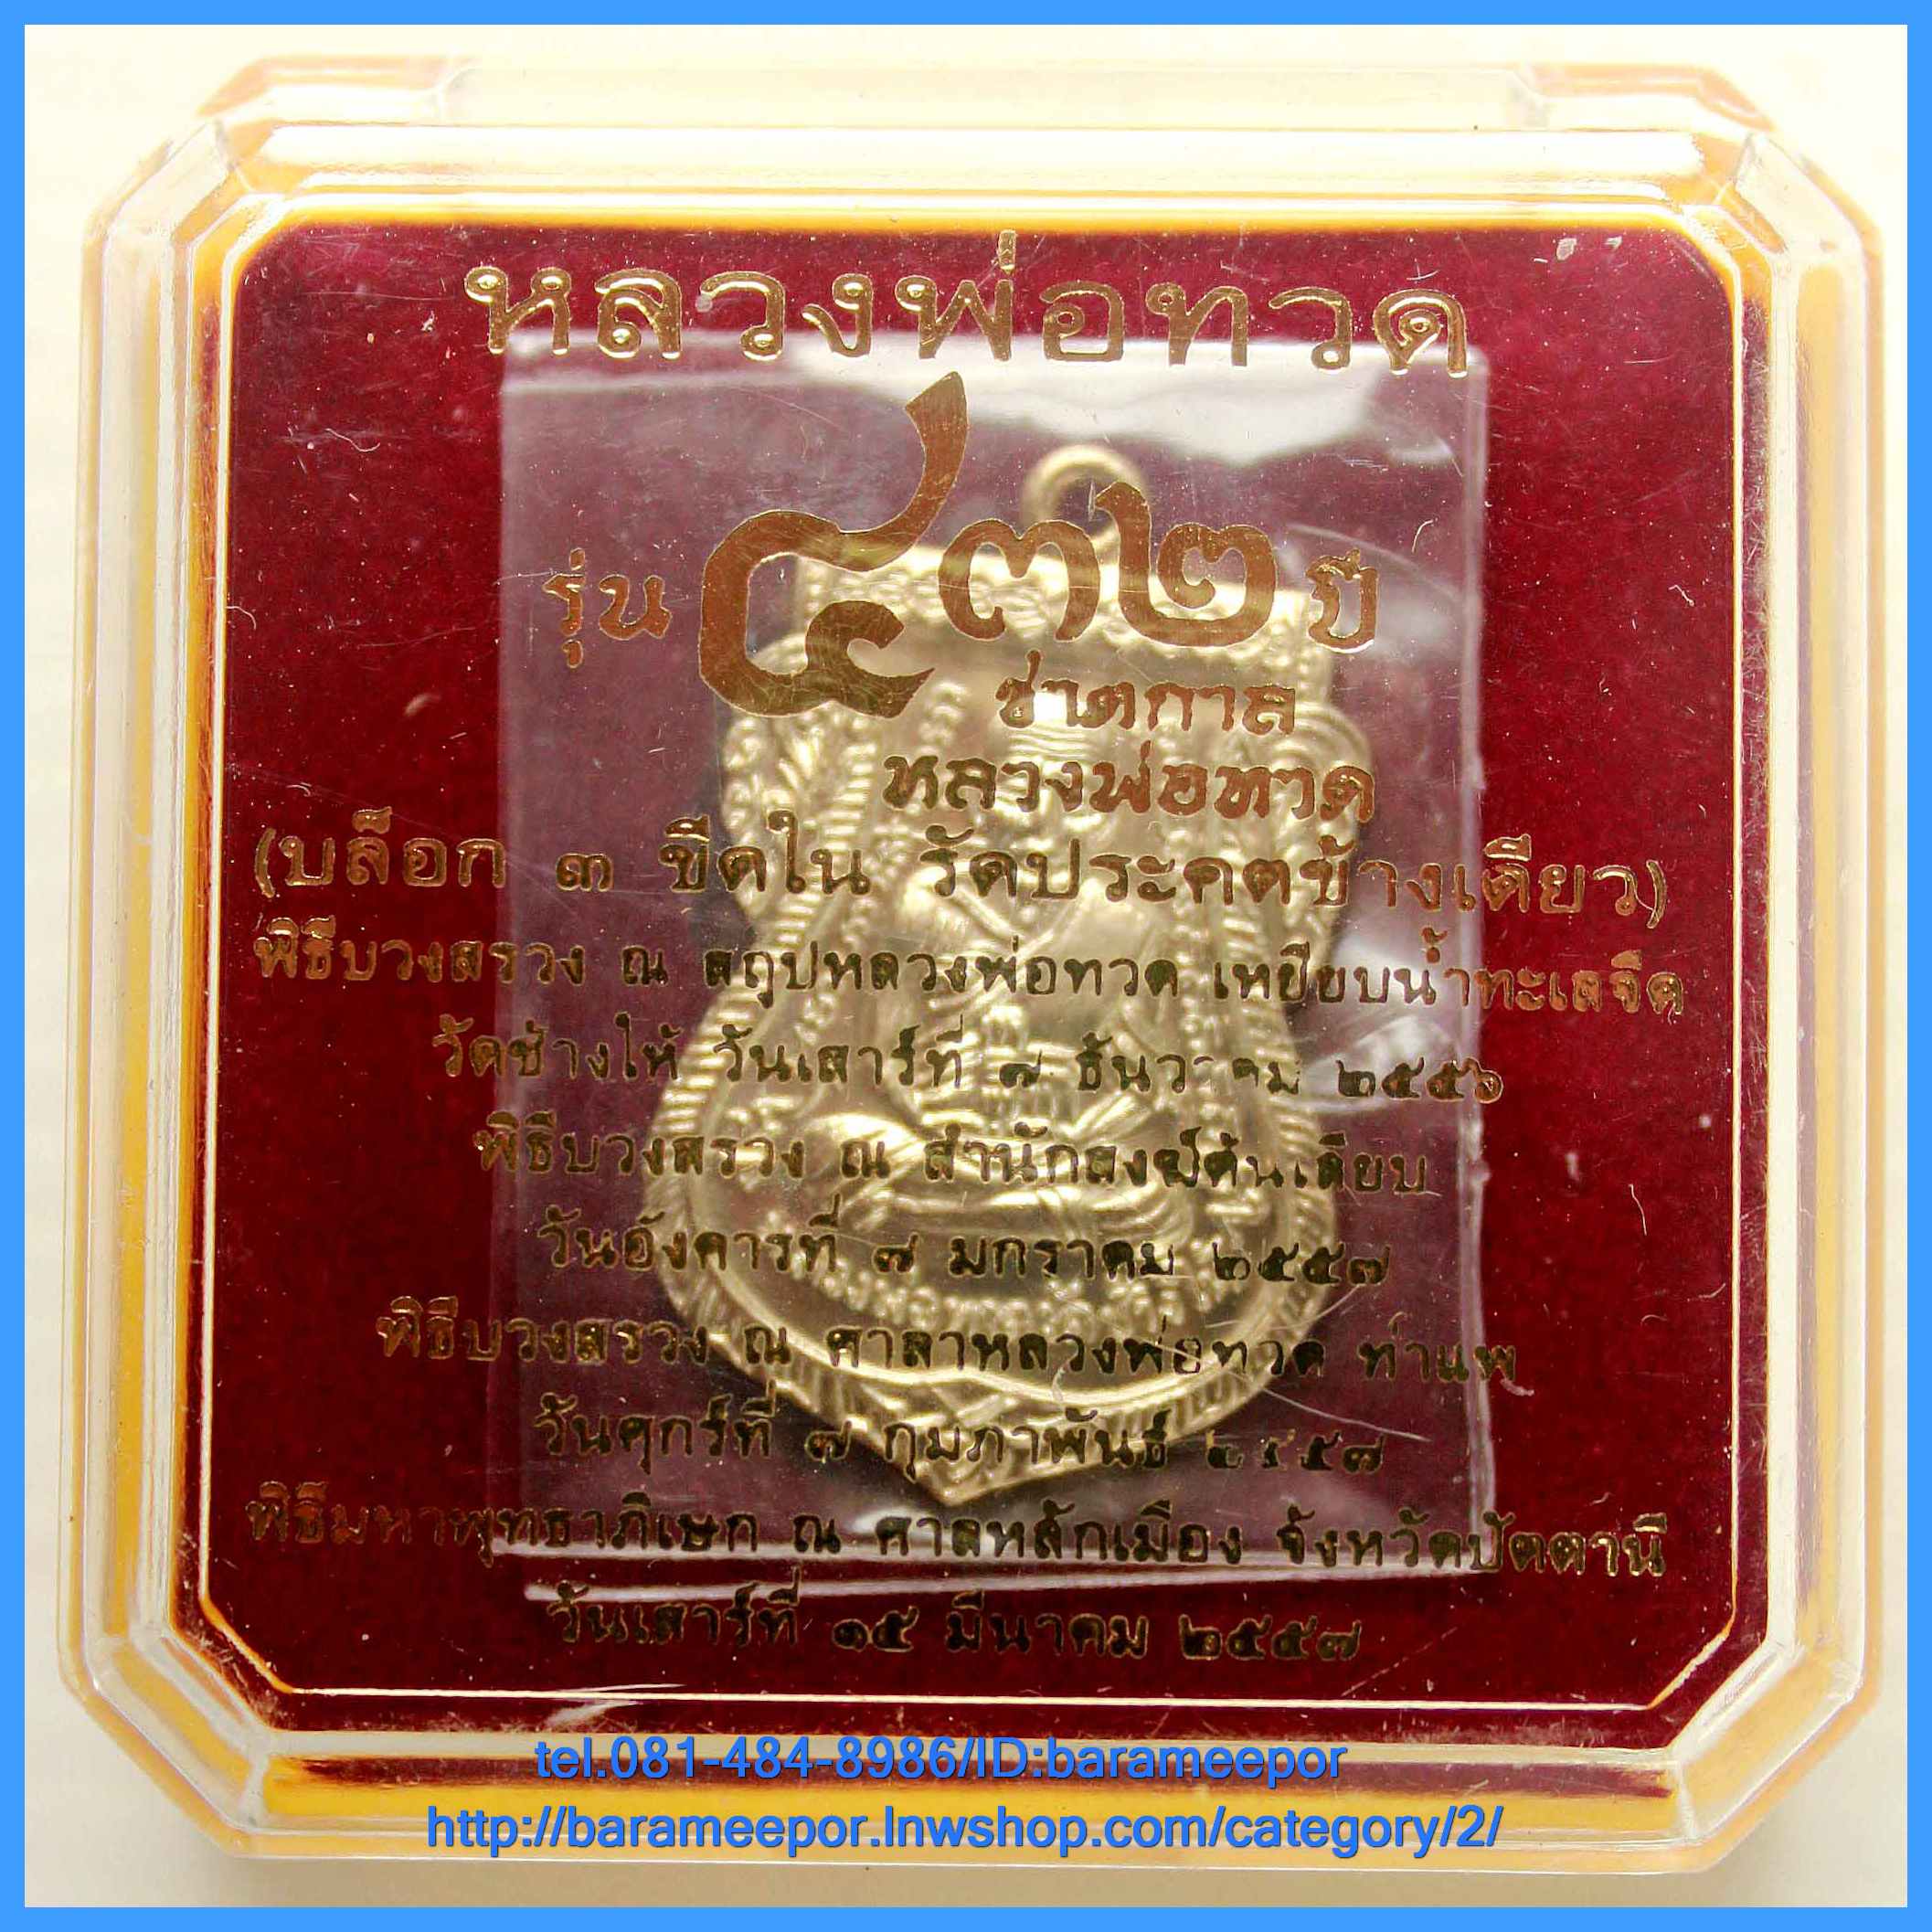 หลวงพ่อทวด
รุ่น ๔๓๒ ปี
ชาตกาล
หลวงพ่อทวด
(บล็อก ๓ ขีดใน รัดประคตข้างเดียว)
พิธีบวงสรวง ณ สถูปหลวงพ่อทวด เหยียบน้ำทะเลจืด
วัดช้างให้ วันเสาร์ที่ ๗ ธันวาคม ๒๕๕๖
พิธีบวงสรวง ณ สำนักสงฆ์ต้นเลียบ
วันอังคารที่ ๗ มกราคม ๒๕๕๗
พิธีบวงสรวง ณ ศาลาหลวงพ่อทวด ท่าแพ
วันศุกร์ที่ ๗ กุมภาพันธ์ ๒๕๕๗
พิธีมหาพุทธาภิเษก ณ ศาลหลักเมือง จังหวัดปัตตานี
วันเสาร์ที่ ๑๕ มีนาคม ๒๕๕๗
tel.081-484-8986/ID:barameepor
http://barameepor.lnwshop.com/category/2/